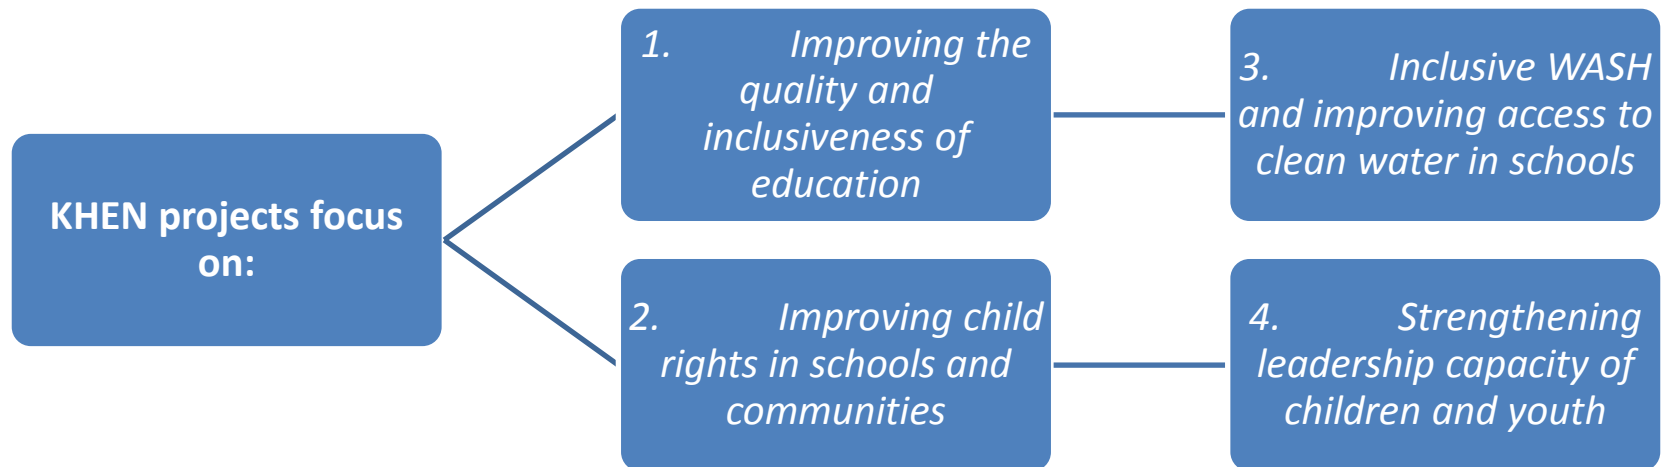 KHEN projects focus
on:
1. Improving the
quality and
inclusiveness of
education
2. Improving child
rights in schools and
communities
3. Inclusive WASH
and improving access to
clean water in schools
4. Strengthening
leadership capacity of
children and youth